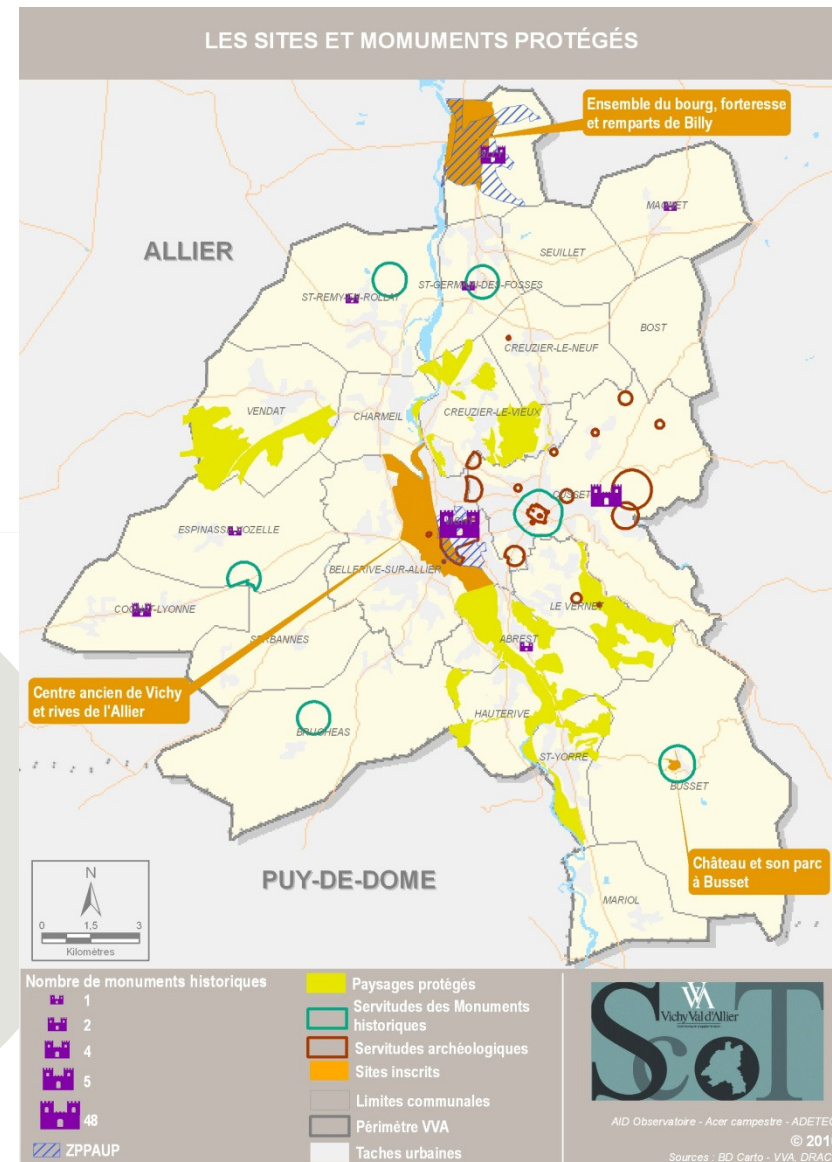 LES SITES ET MOMUMENTS PROTÉGÉS
Ensemble du bourg, forteresse
et remparts de Billy
MAGNET
ALLIER
SEUILLET
ST-GERMAIN-DES-FOSSES
ST-REMY-EN-ROLLAT
BOST
CREUZIER-LE-NEUF
VENDAT
CHARMEIL
CREUZIER-LE-VIEUX
CUSSET
ESPINASSE-VOZELLE
BELLERIVE-SUR-ALLIER
COGNAT-LYONNE
LE VERNET
SERBANNES
ABREST
Centre ancien de Vichy
et rives de l'Allier
HAUTERIVE
BRUGHEAS
ST-YORRE
BUSSET
Château et son parc
à Busset
PUY-DE-DOME
MARIOL
N
0 1,5 3
Kilomètres
Nombre de monuments historiques
1
2
4
5
48
ZPPAUP
Paysages protégés
Servitudes des Monuments
historiques
Servitudes archéologiques
Sites inscrits
Limites communales
Périmètre VVA
Taches urbaines
VVA
Vichy Val d'Allier
SCOT
AID Observatoire - Acer campestre - ADETEC
© 2010
Sources : BD Carto - VVA, DRAC